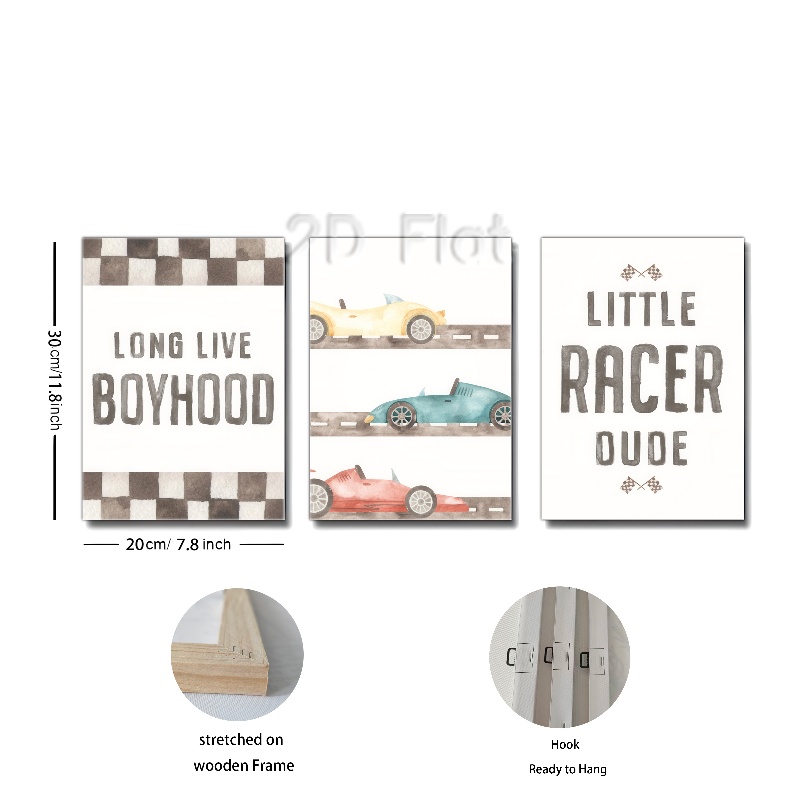 2D Flat
LONG LIVE
BOYHOOD
LITTLE
RACER
DUDE
30cm/11.8inch
20cm/ 7.8 inch
stretched on
wooden Frame
Hook
Ready to Hang